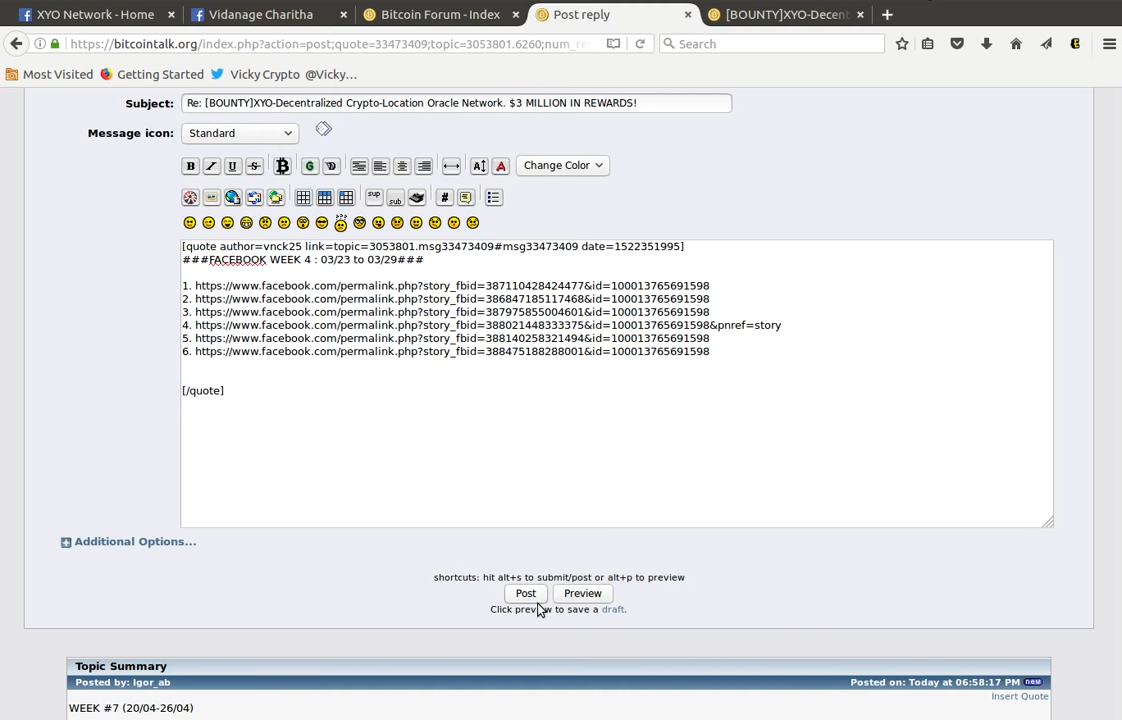 XYO Network - Home
Vidanage Charitha
Bitcoin Forum - Index
Post reply
[BOUNTY]XYO-Decent
https://bitcointalk.org/index.php?action=post;quote=33473409;topic=3053801.6260;num_re
Search
Most Visited
Getting Started
Vicky Crypto @Vicky...
Subject:
Re: [BOUNTY]XYO-Decentralized Crypto-Location Oracle Network. $3 MILLION IN REWARDS!
Message icon:
Standard
Change Color
[quote author=vnck25 link=topic=3053801.msg33473409#msg33473409 date=1522351995]
###FACEBOOK WEEK 4 : 03/23 to 03/29###
1. https://www.facebook.com/permalink.php?story_fbid=387110428424477&id=100013765691598
2. https://www.facebook.com/permalink.php?story_fbid=386847185117468&id=100013765691598
3. https://www.facebook.com/permalink.php?story_fbid=387975855004601&id=100013765691598
4. https://www.facebook.com/permalink.php?story_fbid=388021448333375&id=100013765691598&pnref=story
5. https://www.facebook.com/permalink.php?story_fbid=388140258321494&id=100013765691598
6. https://www.facebook.com/permalink.php?story_fbid=388475188288001&id=100013765691598
[/quote]
Additional Options...
shortcuts: hit alt+s to submit/post or alt+p to preview
Post
Preview
Click preview to save a draft.
Topic Summary
Posted by: Igor_ab
Posted on: Today at 06:58:17 PM new
Insert Quote
WEEK #7 (20/04-26/04)